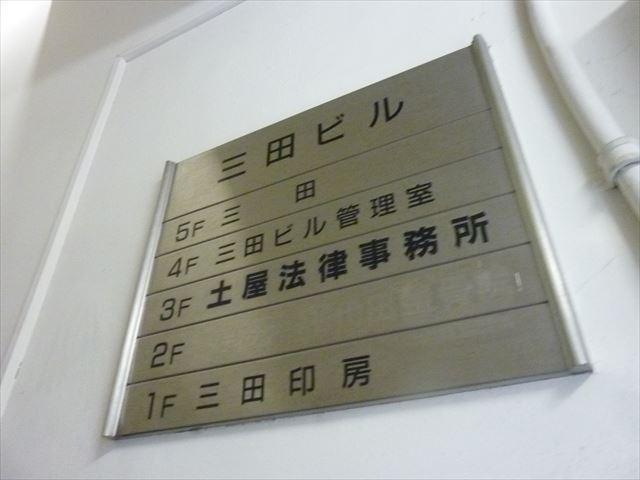 三田ビル
5F 三田
4F 三田ビル管理室
3F 土屋法律事務所
2F
1F 三田印房